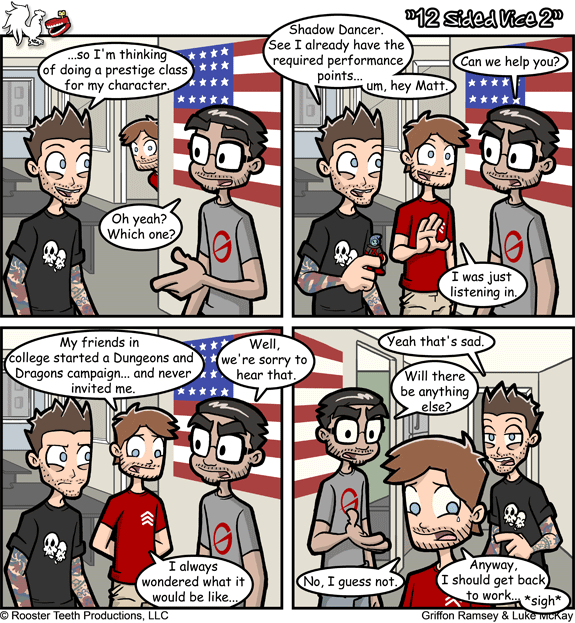 "12 Sided Vice 2"
...so I'm thinking
of doing a prestige class
for my character.
Oh yeah?
Which one?
Shadow Dancer.
See I already have the
required performance
points...
um, hey Matt.
Can we help you?
I was just
listening in.
My friends in
college started a Dungeons and
Dragons campaign... and never
invited me.
Well,
we're sorry to
hear that.
I always
wondered what it
would be like...
Yeah that's sad.
Will there
be anything
else?
No, I guess not.
Anyway,
I should get back
to work...
*sigh*
© Rooster Teeth Productions, LLC
Griffon Ramsey & Luke McKay